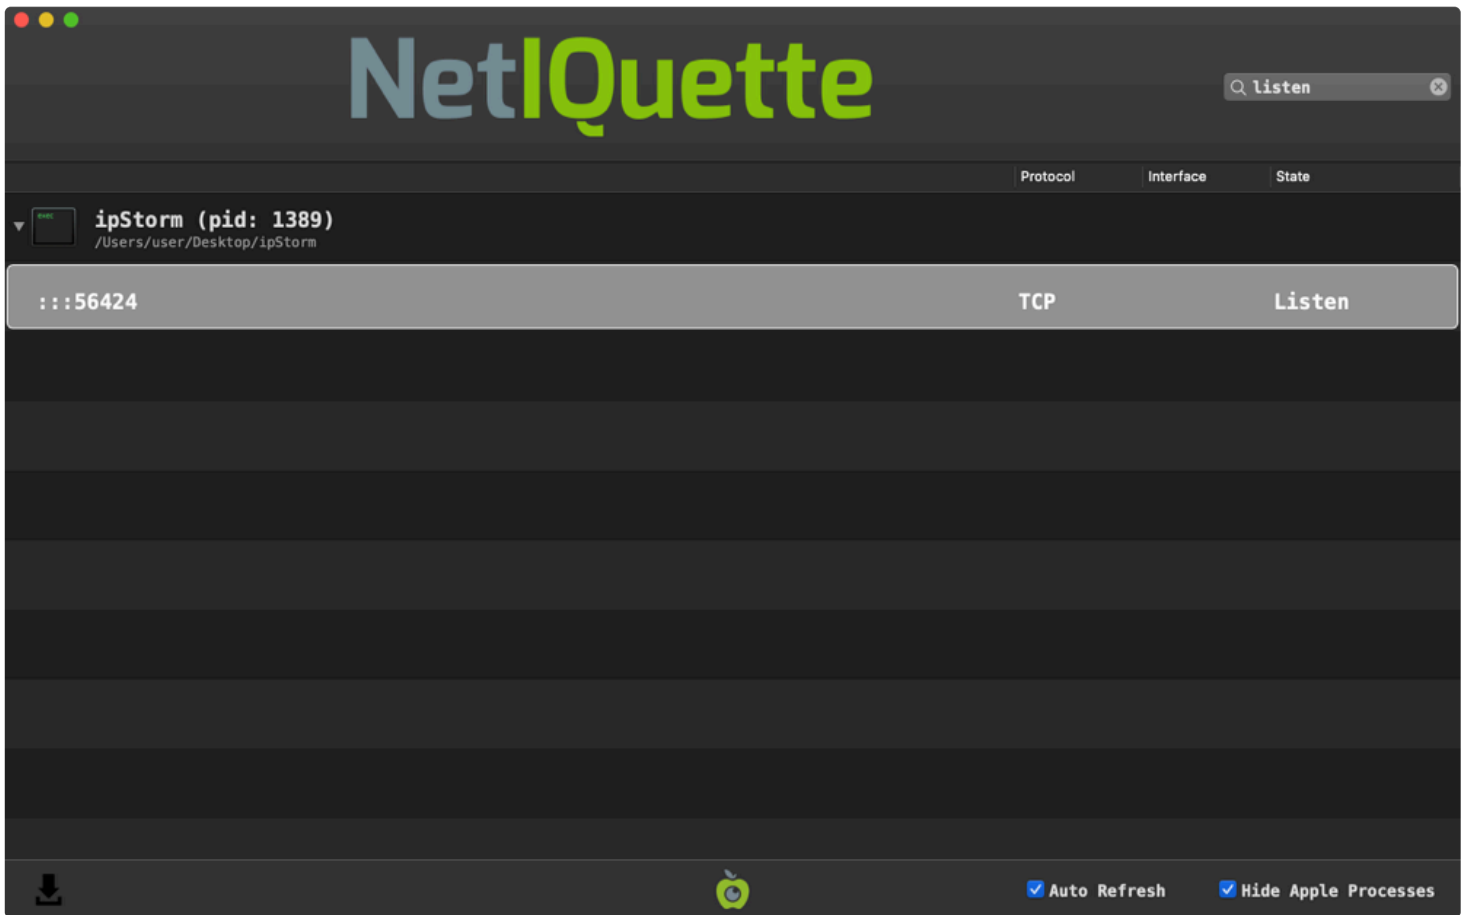 NetIQuette
listen
Protocol Interface State
exec
ipStorm (pid: 1389)
/Users/user/Desktop/ipStorm
:::56424 TCP Listen
Auto Refresh Hide Apple Processes